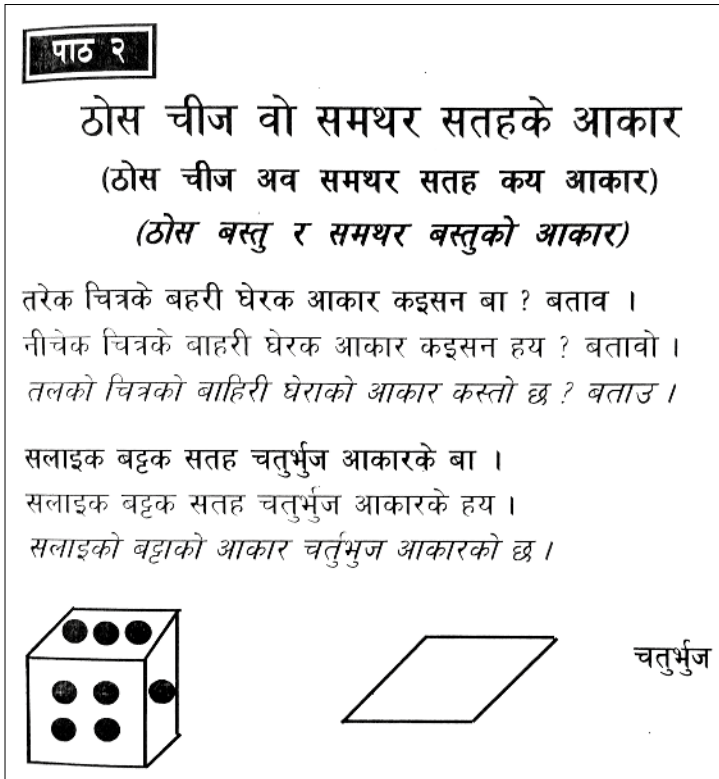 पाठ २
ठोस चीज वो समथर सतहके आकार
(ठोस चीज अव समथर सतह कय आकार)
(ठोस बस्तु र समथर बस्तुको आकार)
तरेक चित्रके बहरी घेरक आकार कइसन बा ? बताव ।
नीचेक चित्रके बाहरी घेरक आकार कइसन हय ? बतावो ।
तलको चित्रको बाहिरी घेराको आकार कस्तो छ ? बताउ ।
सलाइक बट्टक सतह चतुर्भुज आकारके बा ।
सलाइक बट्टक सतह चतुर्भुज आकारके हय ।
सलाइको बट्टाको आकार चर्तुभुज आकारको छ ।
चतुर्भुज